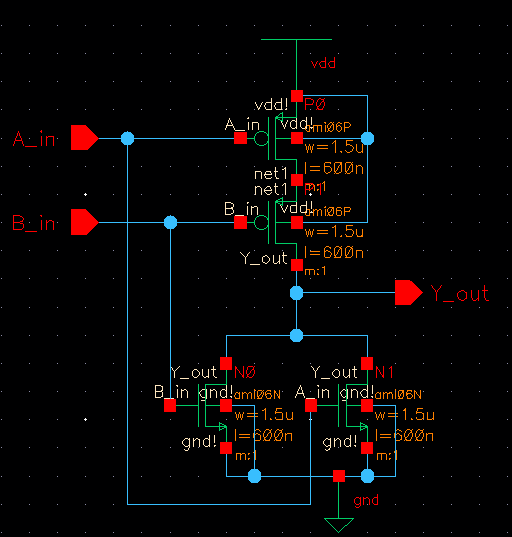 vdd
vdd! P0
A_in vdd! ami06P
A_in w=1.5u
l=600n
net1 m:1
net1
B_in vdd! ami06P
B_in w=1.5u
l=600n
Y_out m:1
Y_out
Y_out N0 Y_out N1
B_in gnd! ami06N A_in gnd! ami06N
w=1.5u w=1.5u
l=600n l=600n
gnd! gnd!
m:1 m:1
gnd